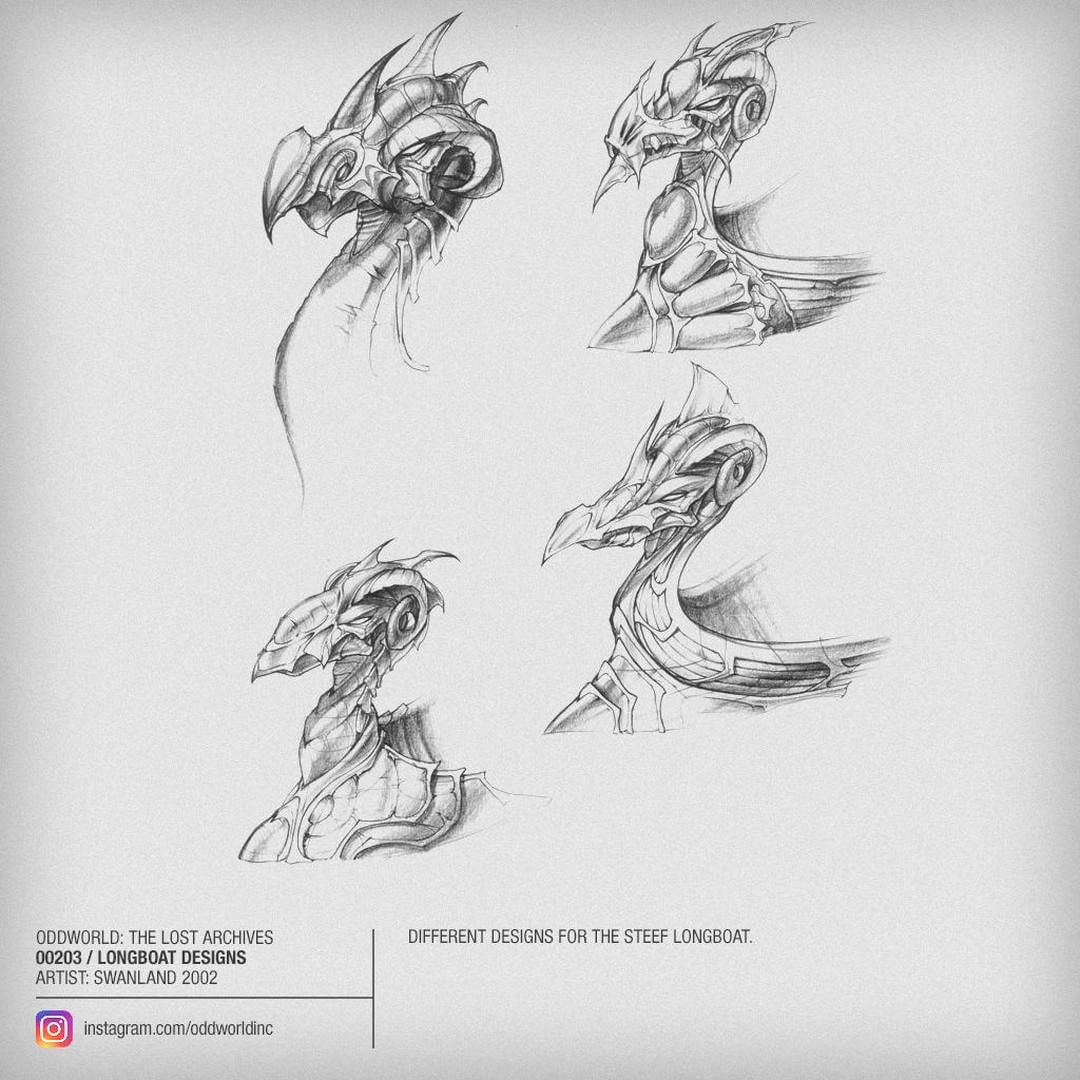 ODDWORLD: THE LOST ARCHIVES
00203 / LONGBOAT DESIGNS
ARTIST: SWANLAND 2002
instagram.com/oddworldinc
DIFFERENT DESIGNS FOR THE STEEF LONGBOAT.